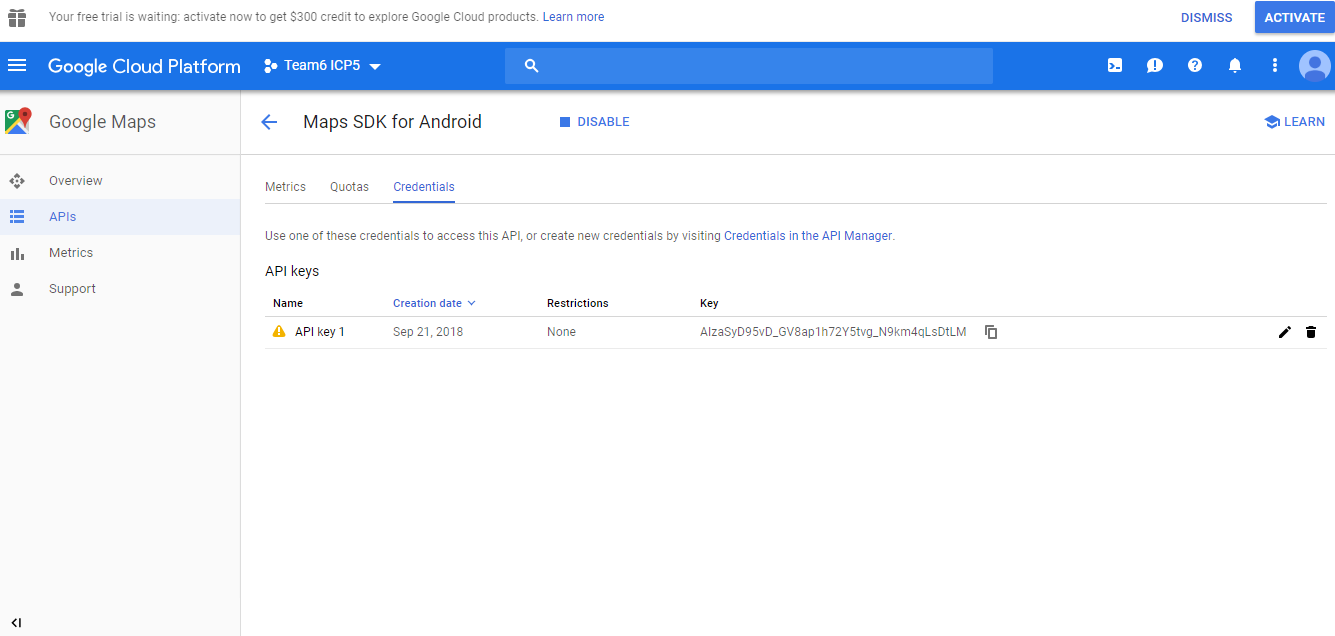 Your free trial is waiting: activate now to get $300 credit to explore Google Cloud products. Learn more
DISMISS
ACTIVATE
Google Cloud Platform
Team6 ICP5
Google Maps
Maps SDK for Android
DISABLE
LEARN
Overview
APIs
Metrics
Support
Metrics
Quotas
Credentials
Use one of these credentials to access this API, or create new credentials by visiting Credentials in the API Manager.
API keys
Name
Creation date
Restrictions
Key
API key 1
Sep 21, 2018
None
AIzaSyD95vD_GV8ap1h72Y5tvg_N9km4qLsDtLM